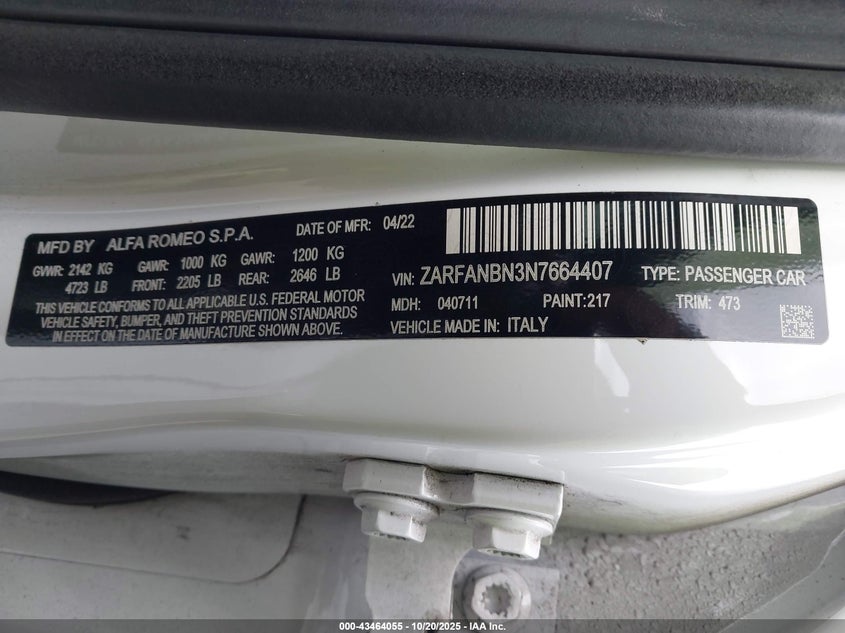 MFD BY ALFA ROMEO S.P.A. DATE OF MFR: 04/22
GVWR: 2142 KG GAWR: 1000 KG GAWR: 1200 KG
4723 LB FRONT: 2205 LB REAR: 2646 LB
THIS VEHICLE CONFORMS TO ALL APPLICABLE U.S. FEDERAL MOTOR
VEHICLE SAFETY, BUMPER, AND THEFT PREVENTION STANDARDS
IN EFFECT ON THE DATE OF MANUFACTURE SHOWN ABOVE.
VIN: ZARFANBN3N7664407 TYPE: PASSENGER CAR
MDH: 040711 PAINT:217 TRIM: 473
VEHICLE MADE IN: ITALY
000-43464055 - 10/20/2025 - IAA Inc.